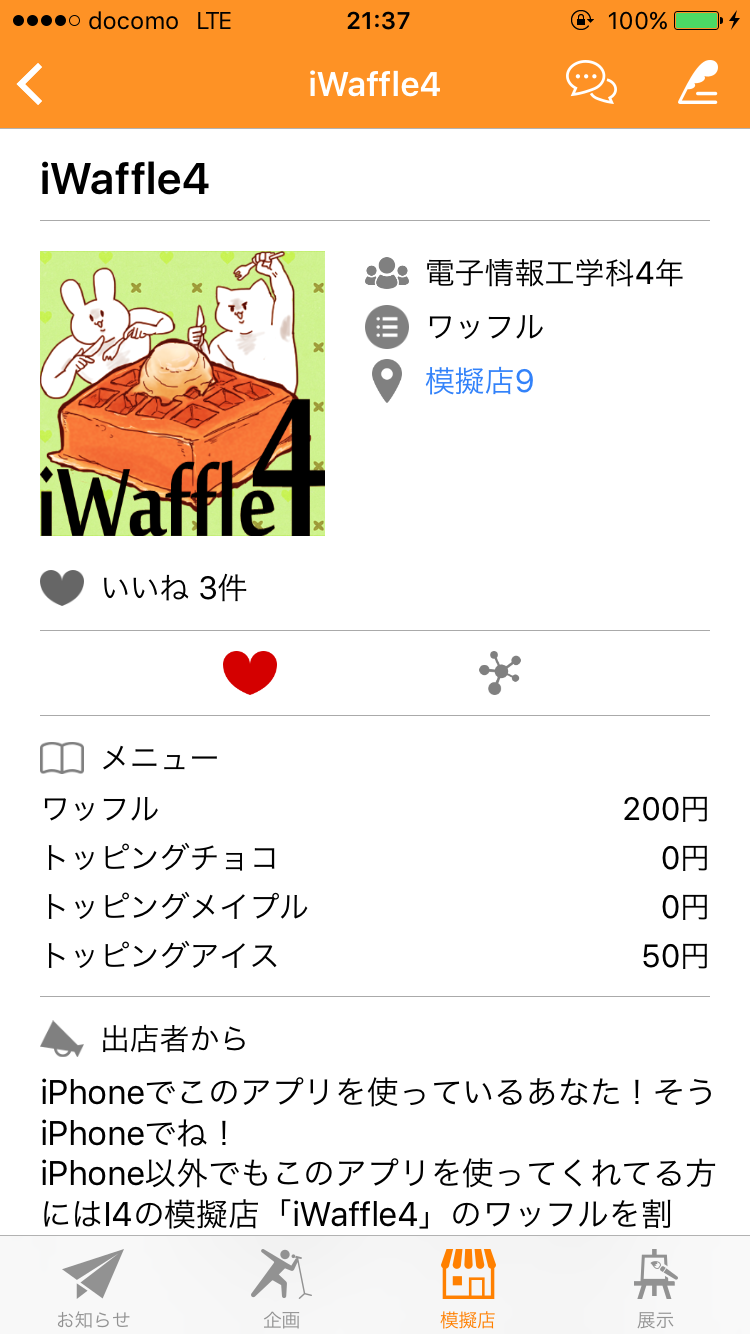 docomo LTE 21:37 100%
iWaffle4
iWaffle4
電子情報工学科4年
ワッフル
模擬店9
iWaffle4
いいね 3件
メニュー
ワッフル 200円
トッピングチョコ 0円
トッピングメイプル 0円
トッピングアイス 50円
出店者から
iPhoneでこのアプリを使っているあなた！そう
iPhoneでね！
iPhone以外でもこのアプリを使ってくれてる方
にはI4の模擬店「iWaffle4」のワッフルを割
お知らせ 企画 模擬店 展示